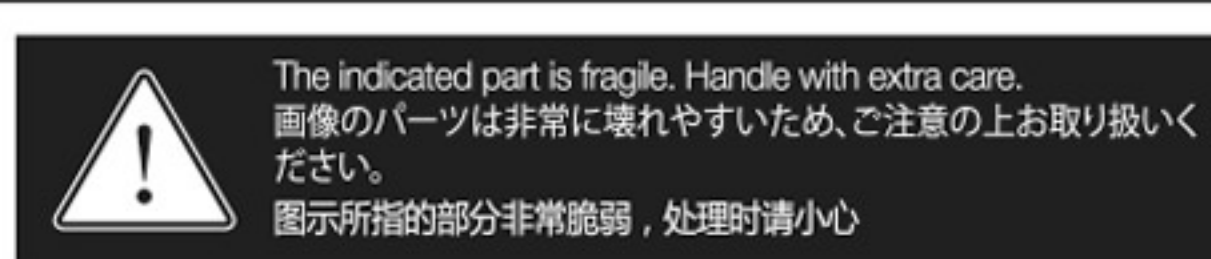 The indicated part is fragile. Handle with extra care.
画像のパーツは非常に壊れやすいため、ご注意の上お取り扱いく
ださい。
图示所指的部分非常脆弱，处理时请小心